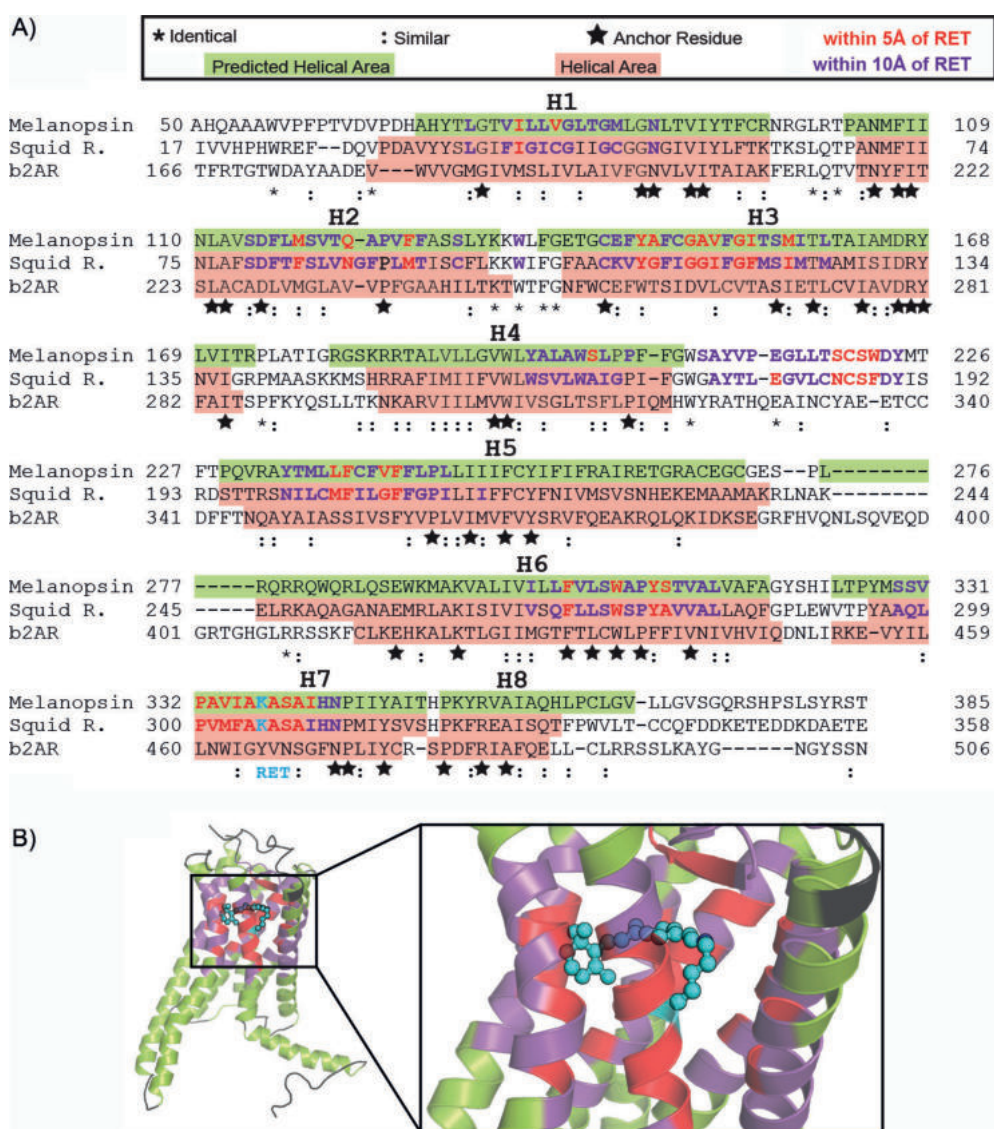 A)
* Identical : Similar ★ Anchor Residue within 5Å of RET
Predicted Helical Area Helical Area within 10Å of RET
H1
Melanopsin 50 AHQAAAWVPFPTVDVPDHAHYTLGTVILLVGLTGMLGNLTVIYTFCRNRGLRTPANMFII 109
Squid R. 17 IVVHPHWREF--DQVPDAVYYSLGIFIGICGIIGCGGNGIVIYLFTKTKSLQTPANMFII 74
b2AR 166 TFRTGTWDAYAADEV---WVVGMGIVMSLIVLAIVFGNVLVITAIAKFERLQTVTNYFIT 222
H2 H3
Melanopsin 110 NLAVSDFLMSVTQ-APVFFASSLYKKWLFGETGCEFYAFCGAVFGITSMITLTAIAMDRY 168
Squid R. 75 NLAFSDFTFSLVNGFPLMTISCFLKKWIFGFAACKVYGFIGGIFGFMSIMTMAMISIDRY 134
b2AR 223 SLACADLVMGLAV-VPFGAAHILTKTWTFGNFWCEFWTSIDVLCVTASIETLCVIAVDRY 281
H4
Melanopsin 169 LVITRPLATIGRGSKRRTALVLLGVWLYALAWSLPPF-FGWSAYVP-EGLLTSCSWDYMT 226
Squid R. 135 NVIGRPMAASKKMSHRRAFIMIIFVWLWSVLWAIGPI-FGWGAYTL-EGVLCNCSFDYIS 192
b2AR 282 FAITSPFKYQSLLTKNKARVIILMVWIVSGLTSFLPIQMHWYRATHQEAINCYAEE-TCC 340
H5
Melanopsin 227 FTPQVRAYTMLLFCFVFFLPLLIIIFCYIFIFRAIRETGRACEGCGES--PL-------- 276
Squid R. 193 RDSTTRSNILCMFILGFFGPILIIFFCYFNIVMSVSNHEKEMAAMAKRLNAK-------- 244
b2AR 341 DFFTNQAYAIASSIVSFYVPLVIMVFVYSRVFQEAKRQLQKIDKSEGRFHVQNLSQVEQD 400
H6
Melanopsin 277 -----RQRRQWQRLQSEWKMAKVALIVILLFVLSWAPYSTVALVAFAGYSHILTPYMSSV 331
Squid R. 245 -----ELRKAQAGANAEMRLAKISIVIVSQFLLSWSPYAVVALLAQFGPLEWVTPYAAQL 299
b2AR 401 GRTGHGLRRSSKFCLKEHKALKTLGIIMGTFTLCWLPFFIVNIVHVIQDNLIRKE-VYIL 459
H7 H8
Melanopsin 332 PAVIAKASAIHNPIIYAITHPKYRVAIAQHLPCLGV-LLGVSGQRSHPSLSYRST 385
Squid R. 300 PVMFAKASAIHNPMIYSVSHPKFREAISQTFPWVLT-CCQFDDKETEDDKDAETE 358
b2AR 460 LNWIGYVNSGFNPLIYCR-SPDFRIAFQELL-CLRRSSLKAYG------NGYSSN 506
RET
B)